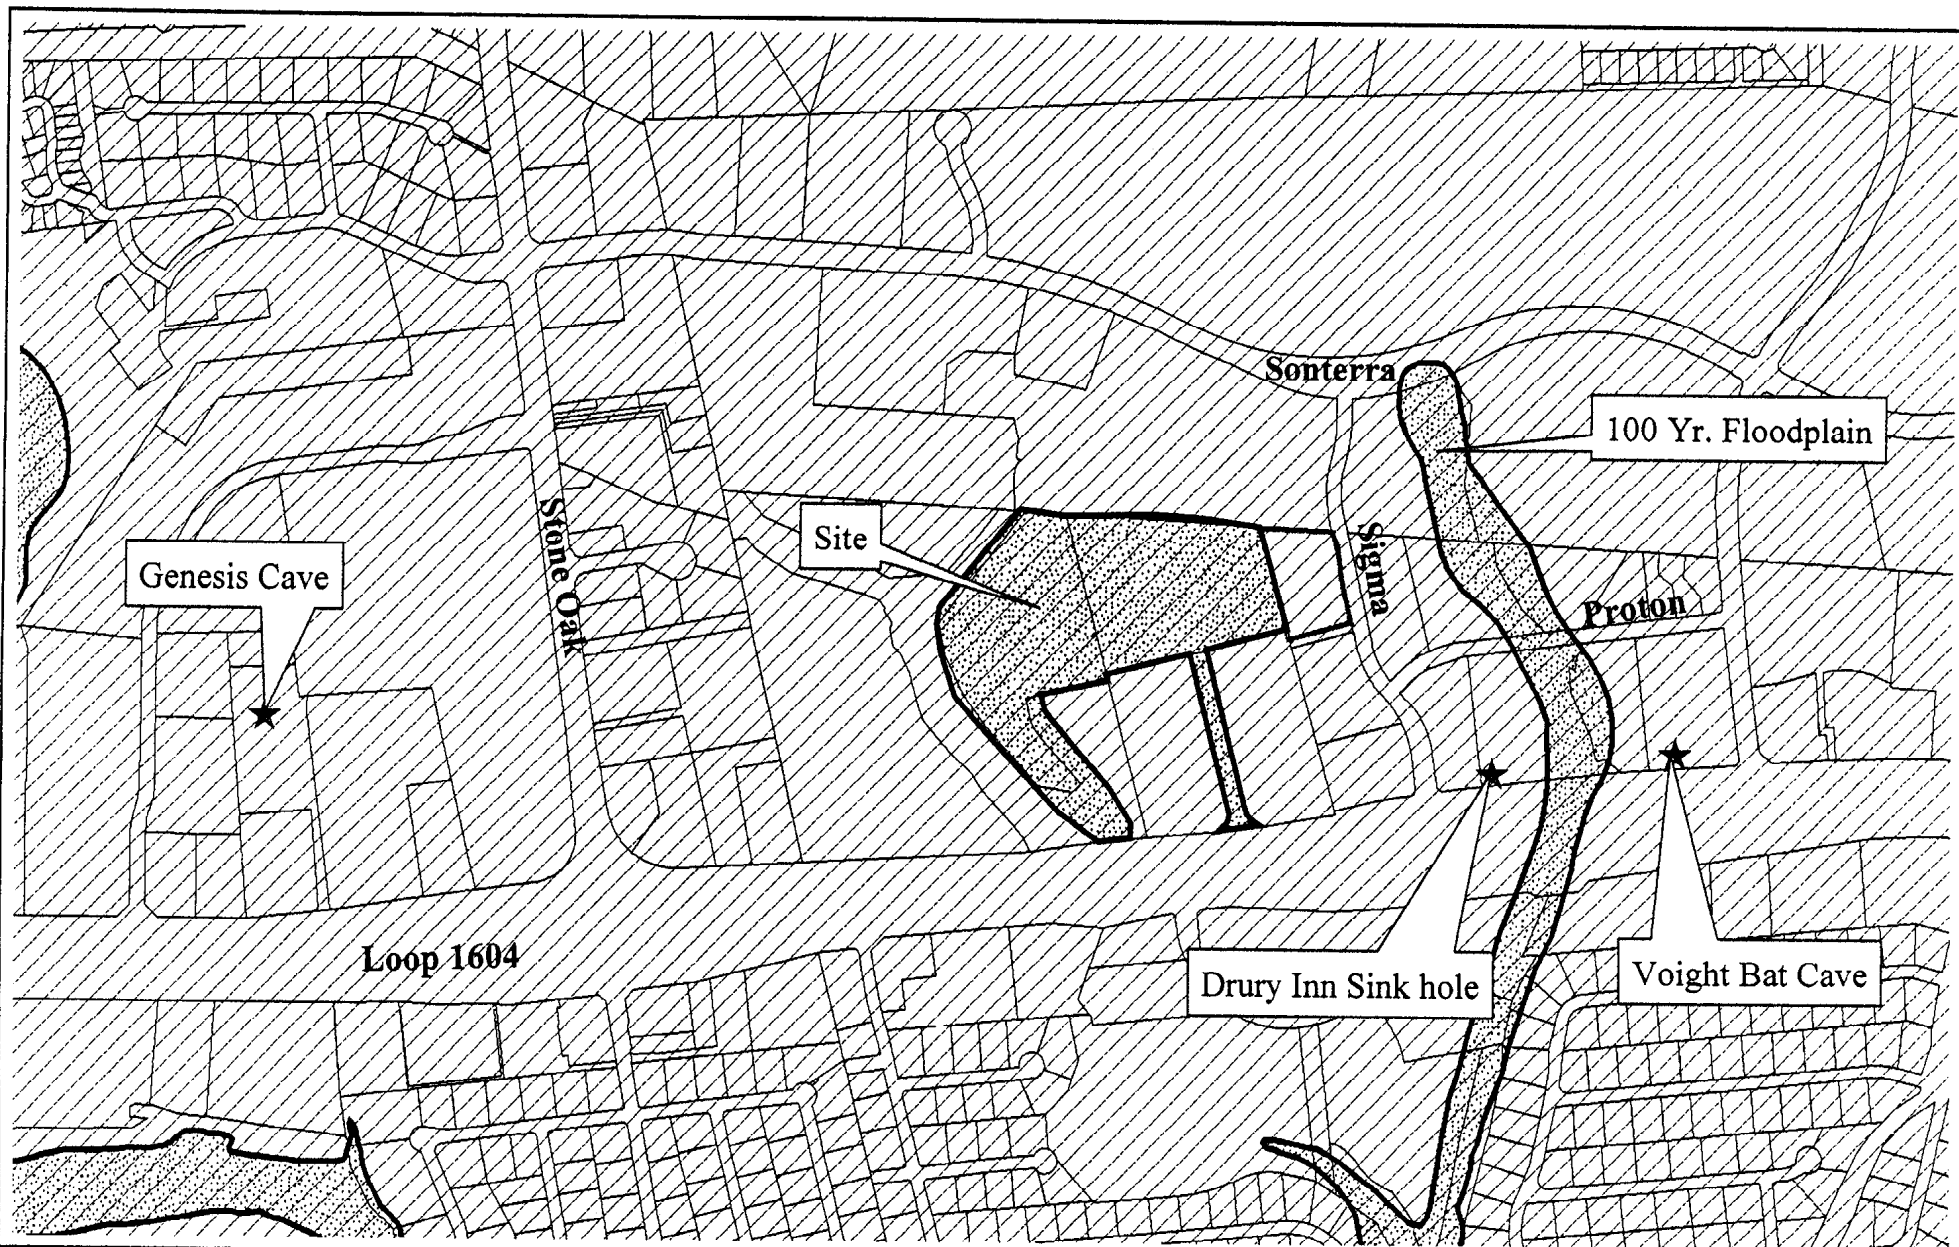 Sonterra
100 Yr. Floodplain
Stone Oak
Site
Sigma
Genesis Cave
Proton
Loop 1604
Drury Inn Sink hole
Voight Bat Cave